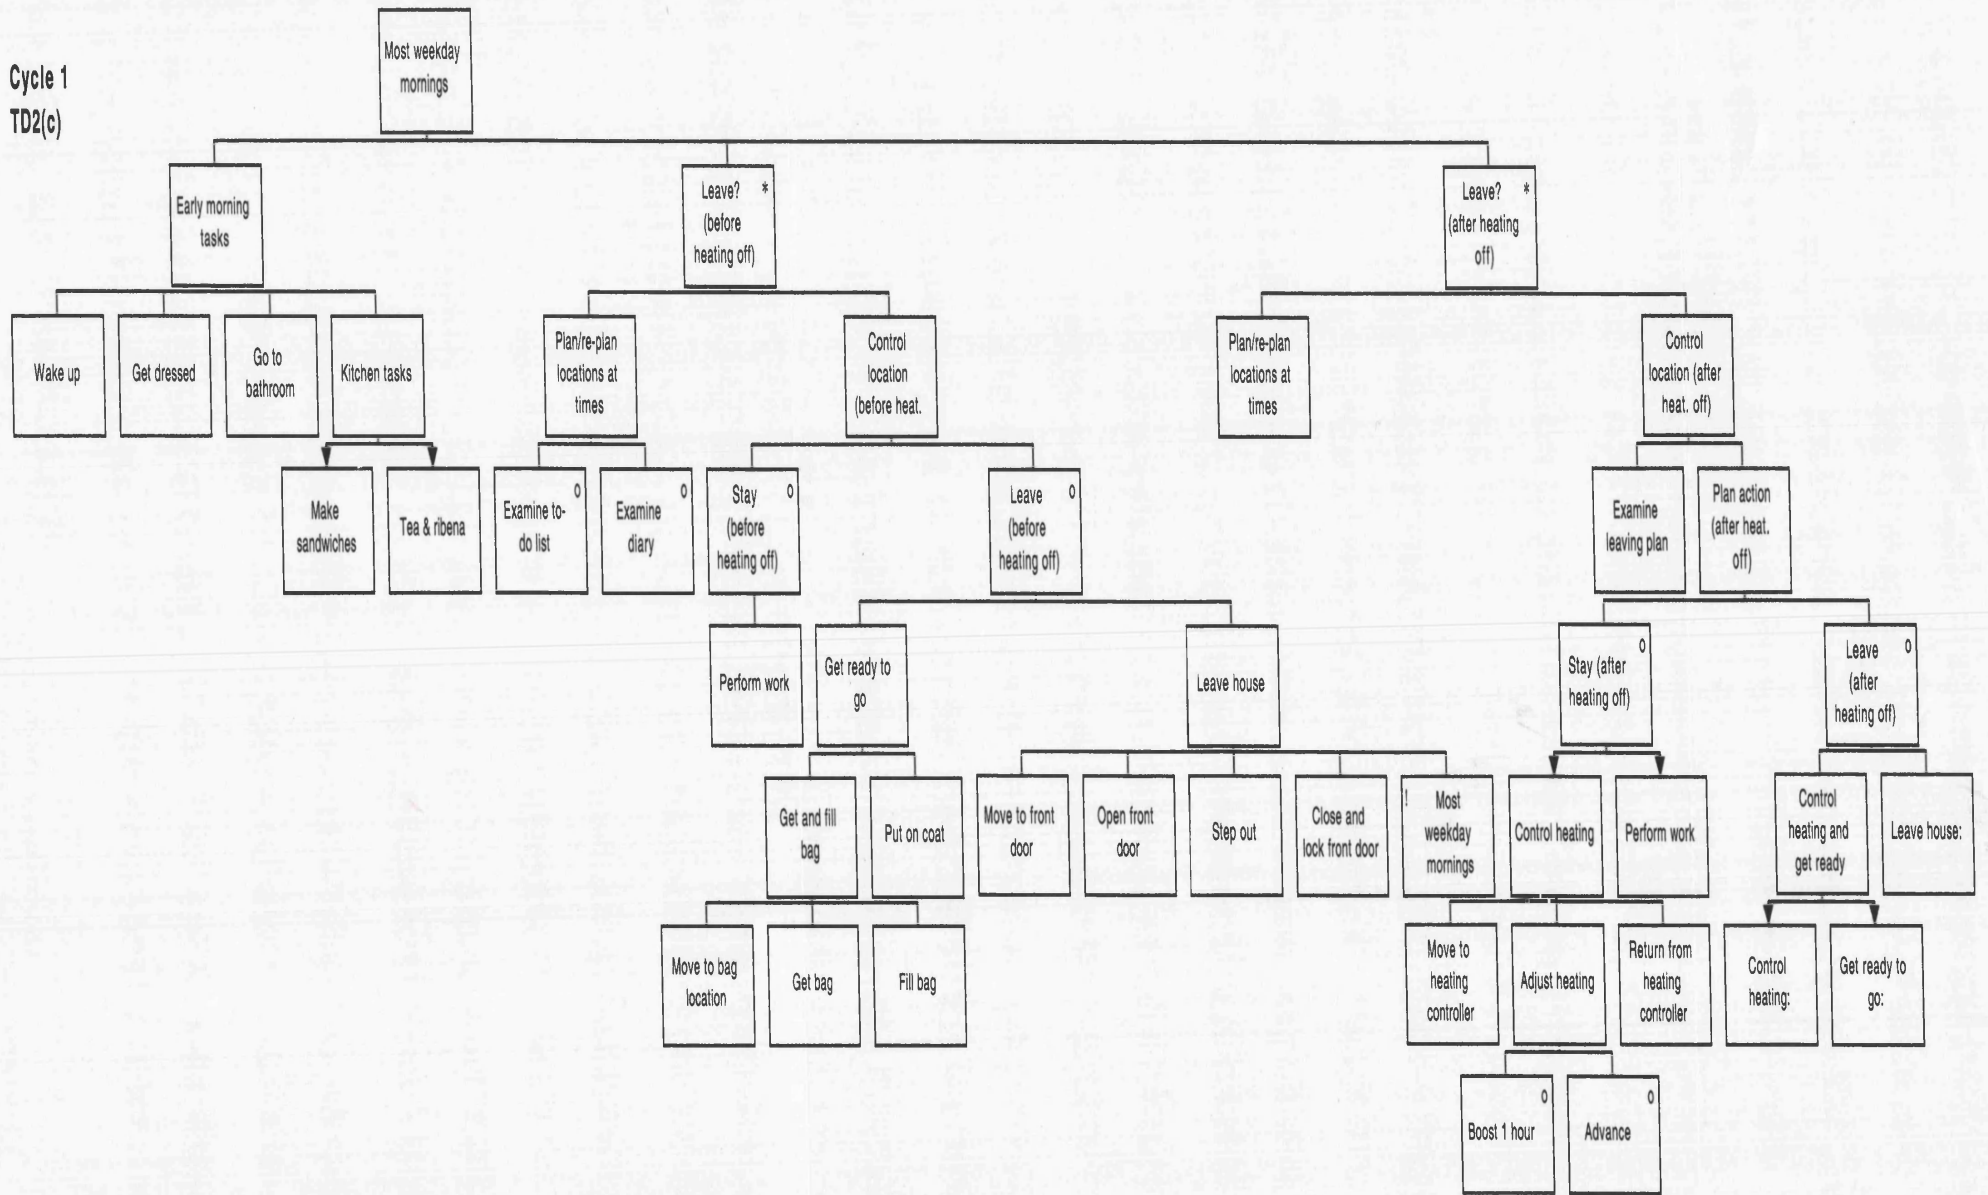 Cycle 1
TD2(c)
Most weekday
mornings
Early morning
tasks
Leave? *
(before
heating off)
Leave? *
(after heating
off)
Wake up
Get dressed
Go to
bathroom
Kitchen tasks
Plan/re-plan
locations at
times
Control
location
(before heat.
Plan/re-plan
locations at
times
Control
location (after
heat. off)
Make
sandwiches
Tea & ribena
o
Examine to-
do list
o
Examine
diary
Stay o
(before
heating off)
Leave o
(before
heating off)
Examine
leaving plan
Plan action
(after heat.
off)
Perform work
Get ready to
go
Leave house
o
Stay (after
heating off)
Leave o
(after
heating off)
Get and fill
bag
Put on coat
Move to front
door
Open front
door
Step out
Close and
lock front door
! Most
weekday
mornings
Control heating
Perform work
Control
heating and
get ready
Leave house:
Move to bag
location
Get bag
Fill bag
Move to
heating
controller
Adjust heating
Return from
heating
controller
Control
heating:
Get ready to
go:
o
Boost 1 hour
o
Advance